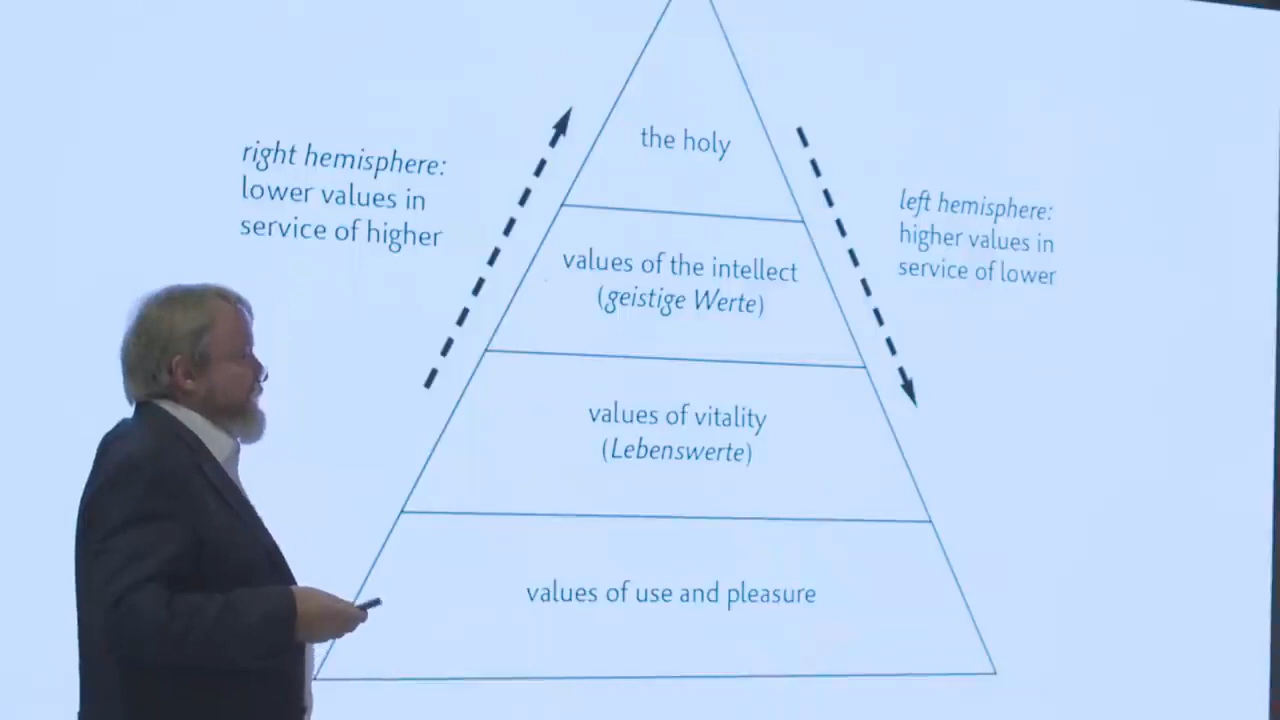 right hemisphere:
lower values in
service of higher
the holy
left hemisphere:
higher values in
service of lower
values of the intellect
(geistige Werte)
values of vitality
(Lebenswerte)
values of use and pleasure